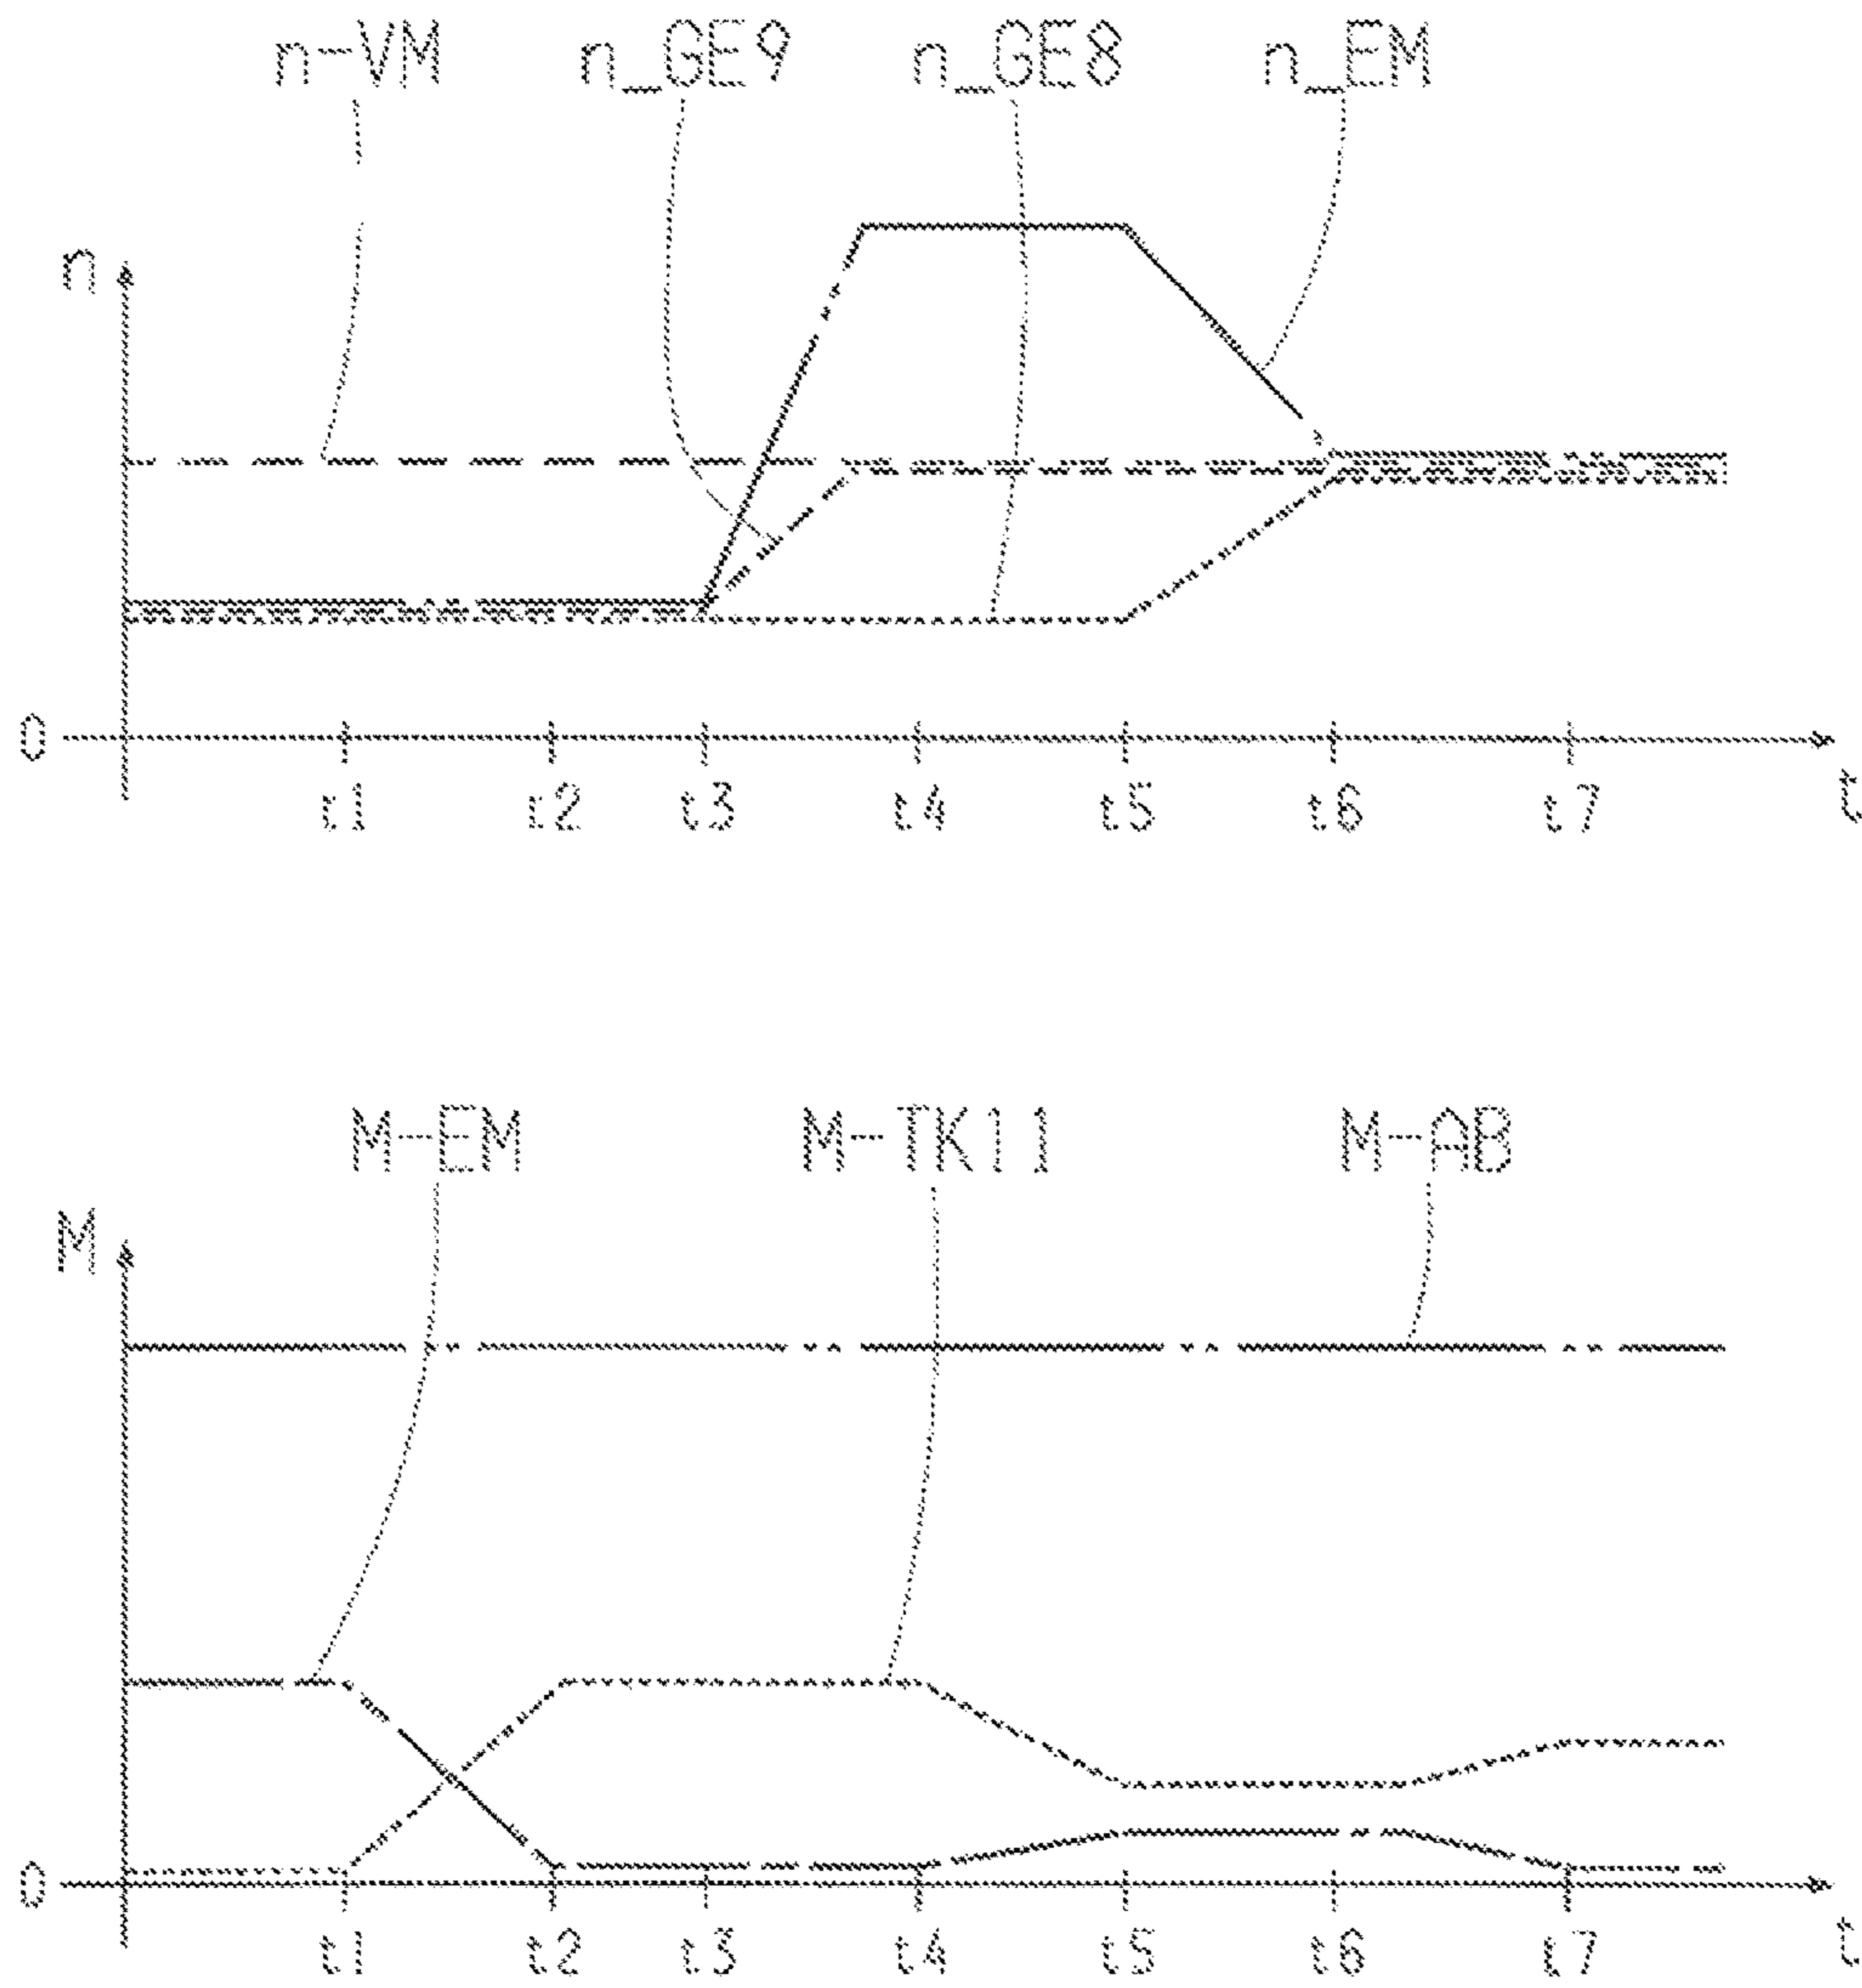 n-VM n_GE9 n_GE8 n_EM
n
0
t1 t2 t3 t4 t5 t6 t7 t
M-EM M-TK11 M-AB
M
0
t1 t2 t3 t4 t5 t6 t7 t